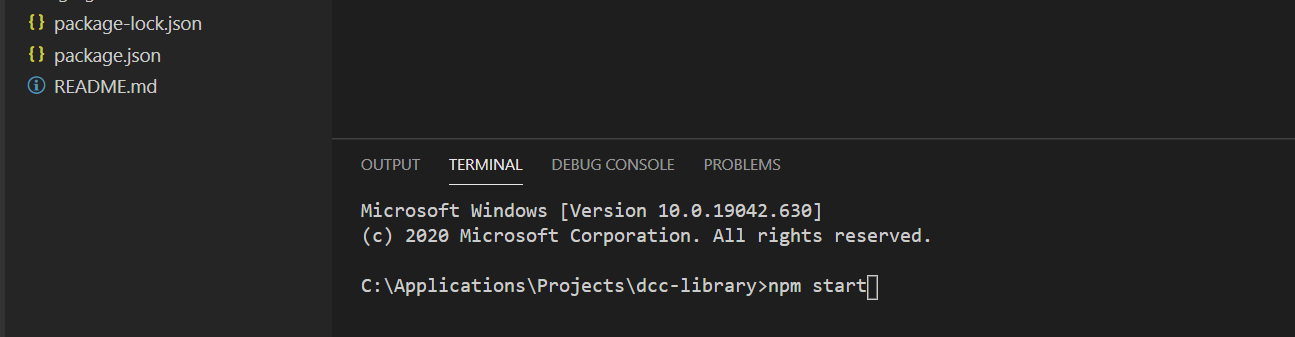 {} package-lock.json
{} package.json
README.md
OUTPUT TERMINAL DEBUG CONSOLE PROBLEMS
Microsoft Windows [Version 10.0.19042.630]
(c) 2020 Microsoft Corporation. All rights reserved.
C:\Applications\Projects\dcc-library>npm start